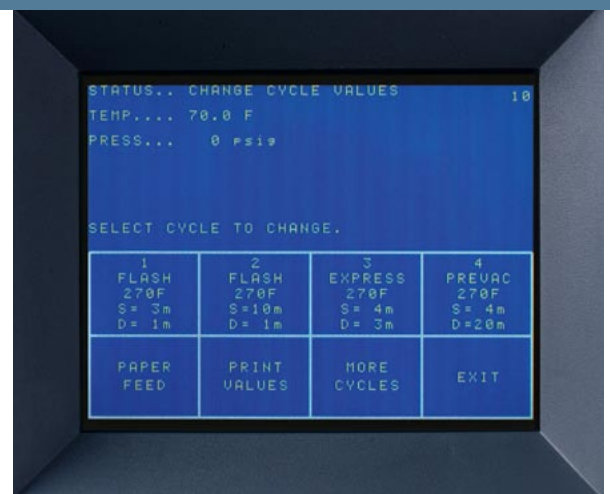 STATUS.. CHANGE CYCLE VALUES 10
TEMP.... 70.0 F
PRESS... 0 psig
SELECT CYCLE TO CHANGE.
1 2 3 4
FLASH FLASH EXPRESS PREVAC
270F 270F 270F 270F
S= 3m S=10m S= 4m S= 4m
D= 1m D= 1m D= 3m D=20m
PAPER FEED
PRINT VALUES
MORE CYCLES
EXIT